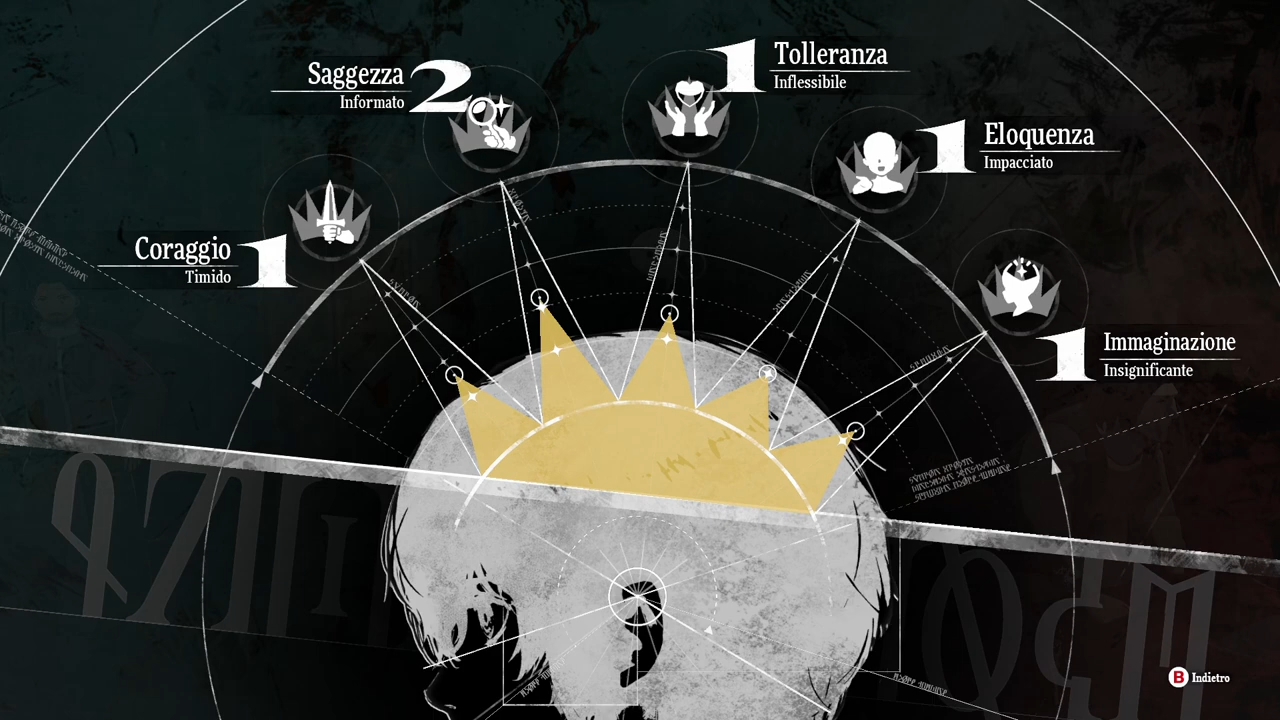 Saggezza
Informato
2
1
Tolleranza
Inflessibile
1
Eloquenza
Impacciato
Coraggio
Timido
1
1
Immaginazione
Insignificante
B Indietro